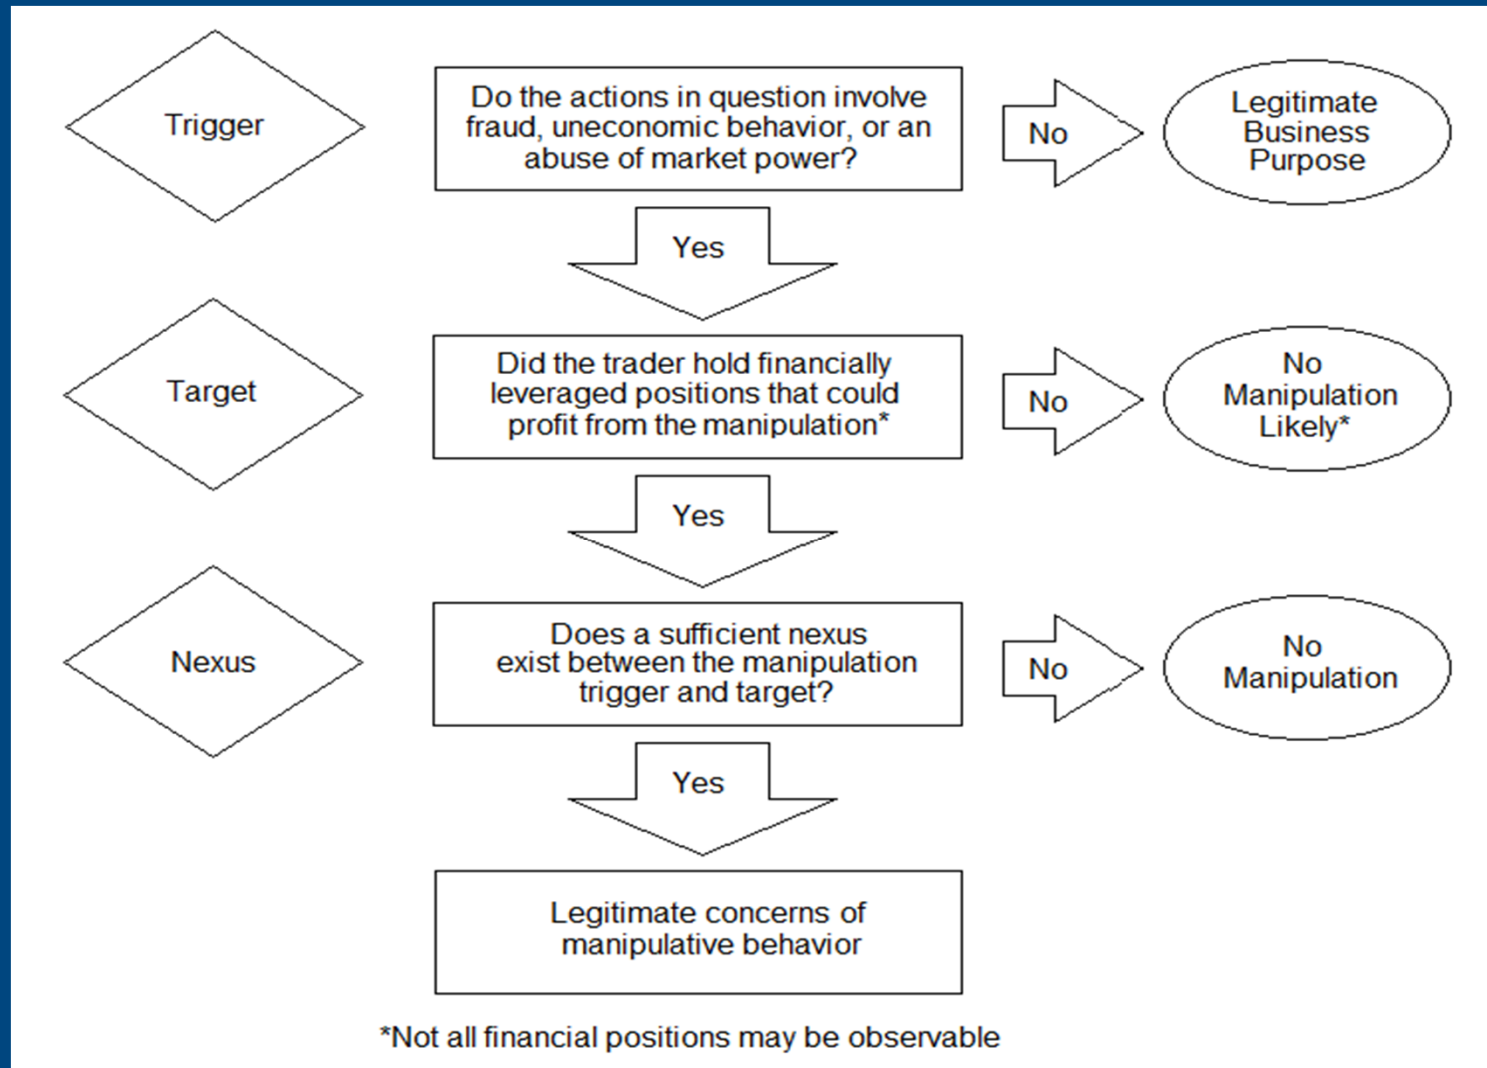 Trigger
Do the actions in question involve
fraud, uneconomic behavior, or an
abuse of market power?
No
Legitimate
Business
Purpose
Yes
Target
Did the trader hold financially
leveraged positions that could
profit from the manipulation*
No
No
Manipulation
Likely*
Yes
Nexus
Does a sufficient nexus
exist between the manipulation
trigger and target?
No
No
Manipulation
Yes
Legitimate concerns of
manipulative behavior
*Not all financial positions may be observable